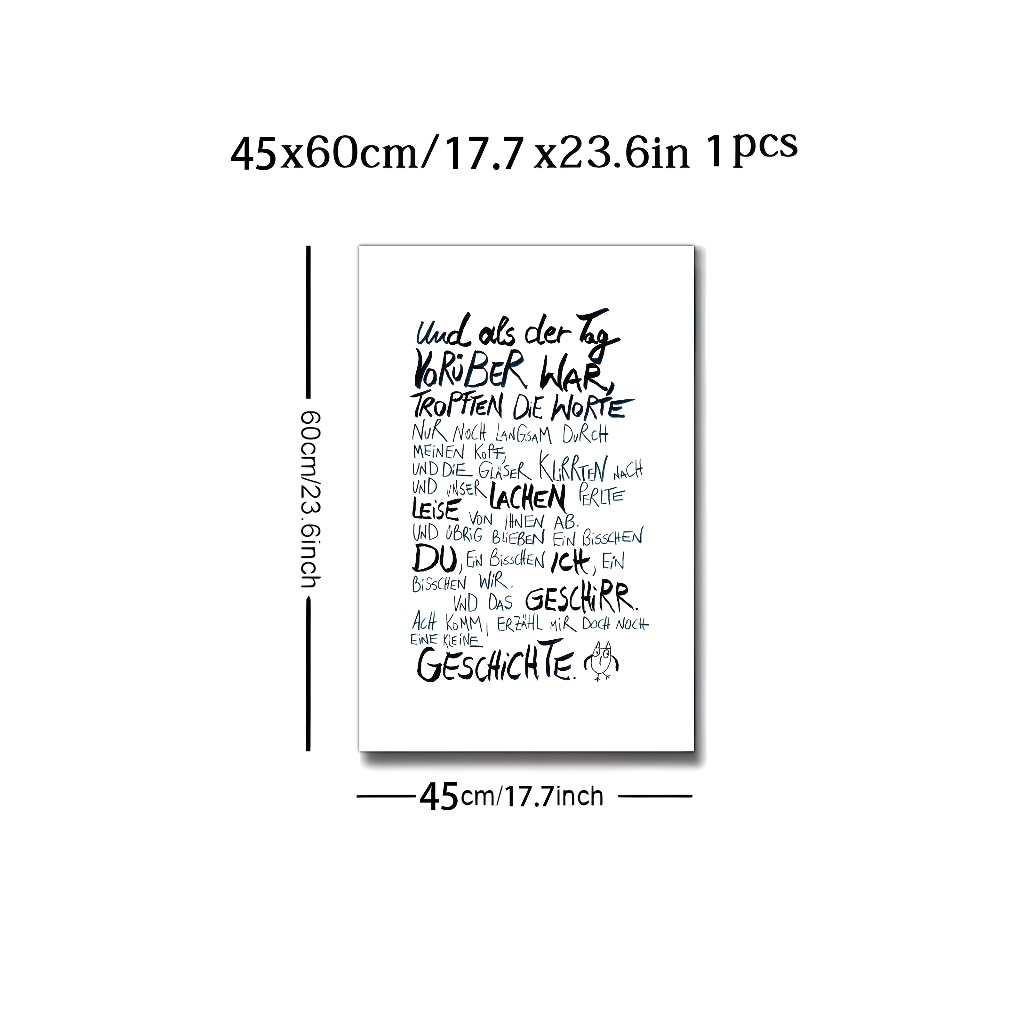 45x60cm/17.7x23.6in 1pcs
60cm/23.6inch
Und als der Tag
VORÜBER WAR,
TROPFTEN DIE WORTE
NUR NOCH LANGSAM DURCH
MEINEN KOPF,
UND DIE GLÄSER KLIRRTEN NACH
UND UNSER LACHEN PERLTE
LEISE VON IHNEN AB.
UND ÜBRIG BLIEBEN EIN BISSCHEN
DU, EIN BISSCHEN ICH, EIN
BISSCHEN WIR.
UND DAS GESCHIRR.
ACH KOMM, ERZÄHL MIR DOCH NOCH
EINE KLEINE
GESCHICHTE.
45cm/17.7inch